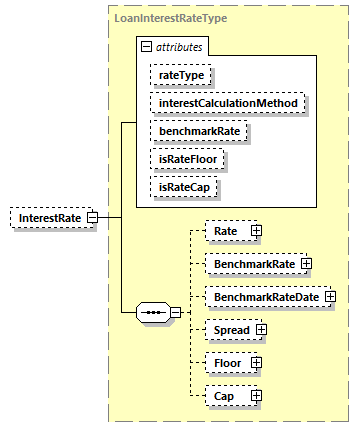 LoanInterestRateType
attributes
rateType
interestCalculationMethod
benchmarkRate
isRateFloor
isRateCap
InterestRate
Rate
BenchmarkRate
BenchmarkRateDate
Spread
Floor
Cap